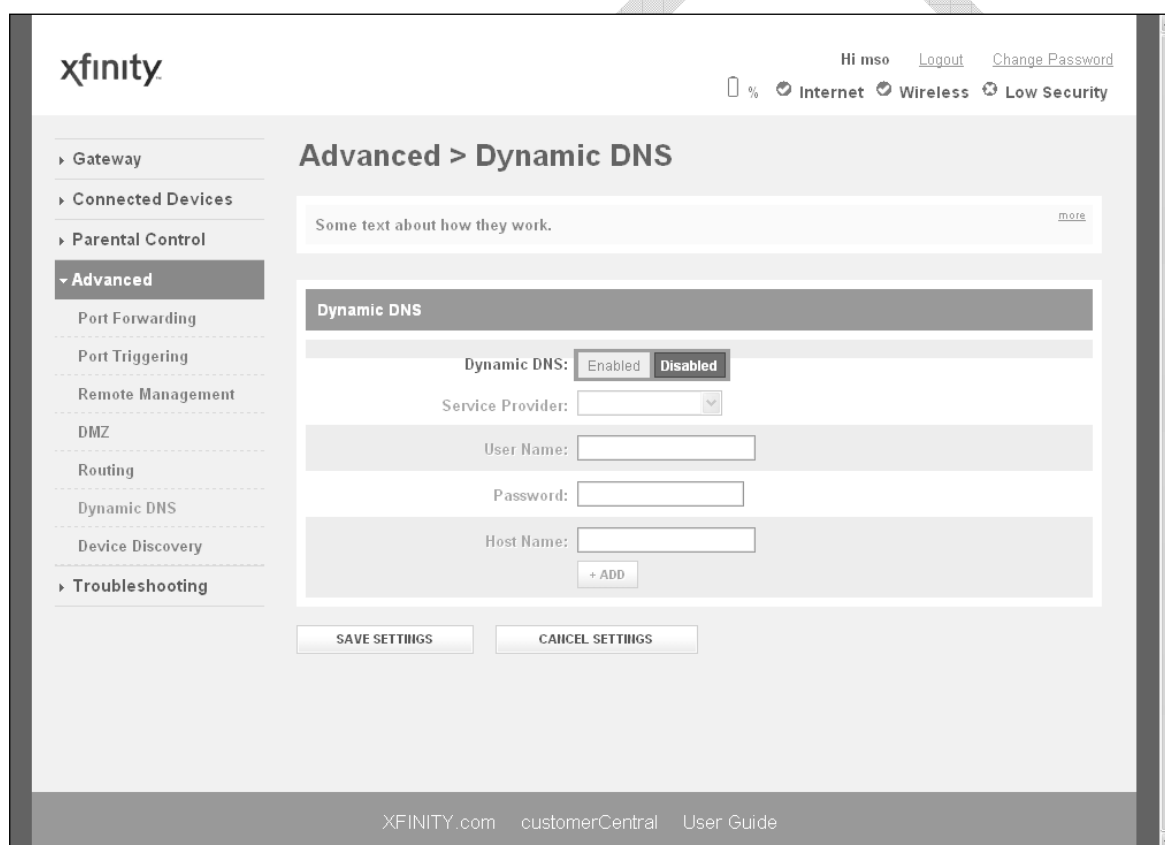 xfinity
Hi mso Logout Change Password
% Internet Wireless Low Security
Gateway
Connected Devices
Parental Control
Advanced
Port Forwarding
Port Triggering
Remote Management
DMZ
Routing
Dynamic DNS
Device Discovery
Troubleshooting
Advanced > Dynamic DNS
Some text about how they work.
more
Dynamic DNS
Dynamic DNS: Enabled Disabled
Service Provider:
User Name:
Password:
Host Name:
+ ADD
SAVE SETTINGS CANCEL SETTINGS
XFINITY.com customerCentral User Guide